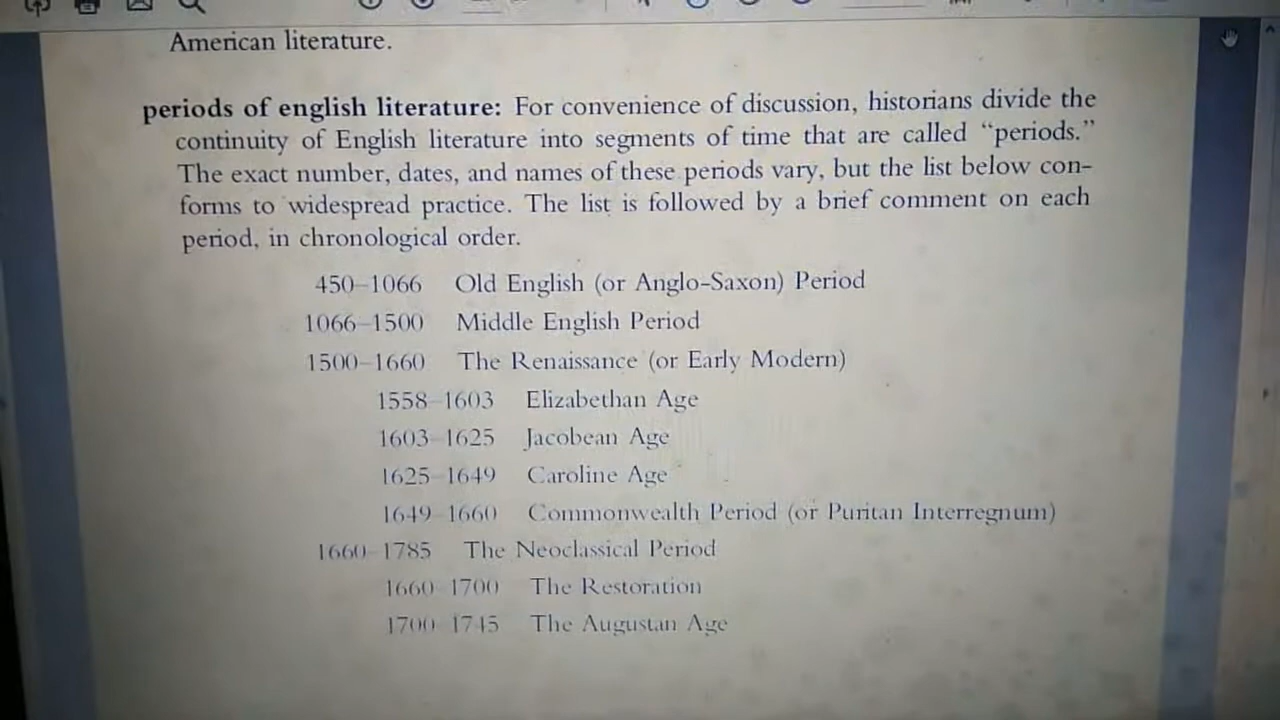 American literature.
periods of english literature: For convenience of discussion, historians divide the
continuity of English literature into segments of time that are called “periods.”
The exact number, dates, and names of these periods vary, but the list below con-
forms to widespread practice. The list is followed by a brief comment on each
period, in chronological order.
450–1066 Old English (or Anglo-Saxon) Period
1066–1500 Middle English Period
1500–1660 The Renaissance (or Early Modern)
1558–1603 Elizabethan Age
1603–1625 Jacobean Age
1625–1649 Caroline Age
1649–1660 Commonwealth Period (or Puritan Interregnum)
1660–1785 The Neoclassical Period
1660–1700 The Restoration
1700–1745 The Augustan Age